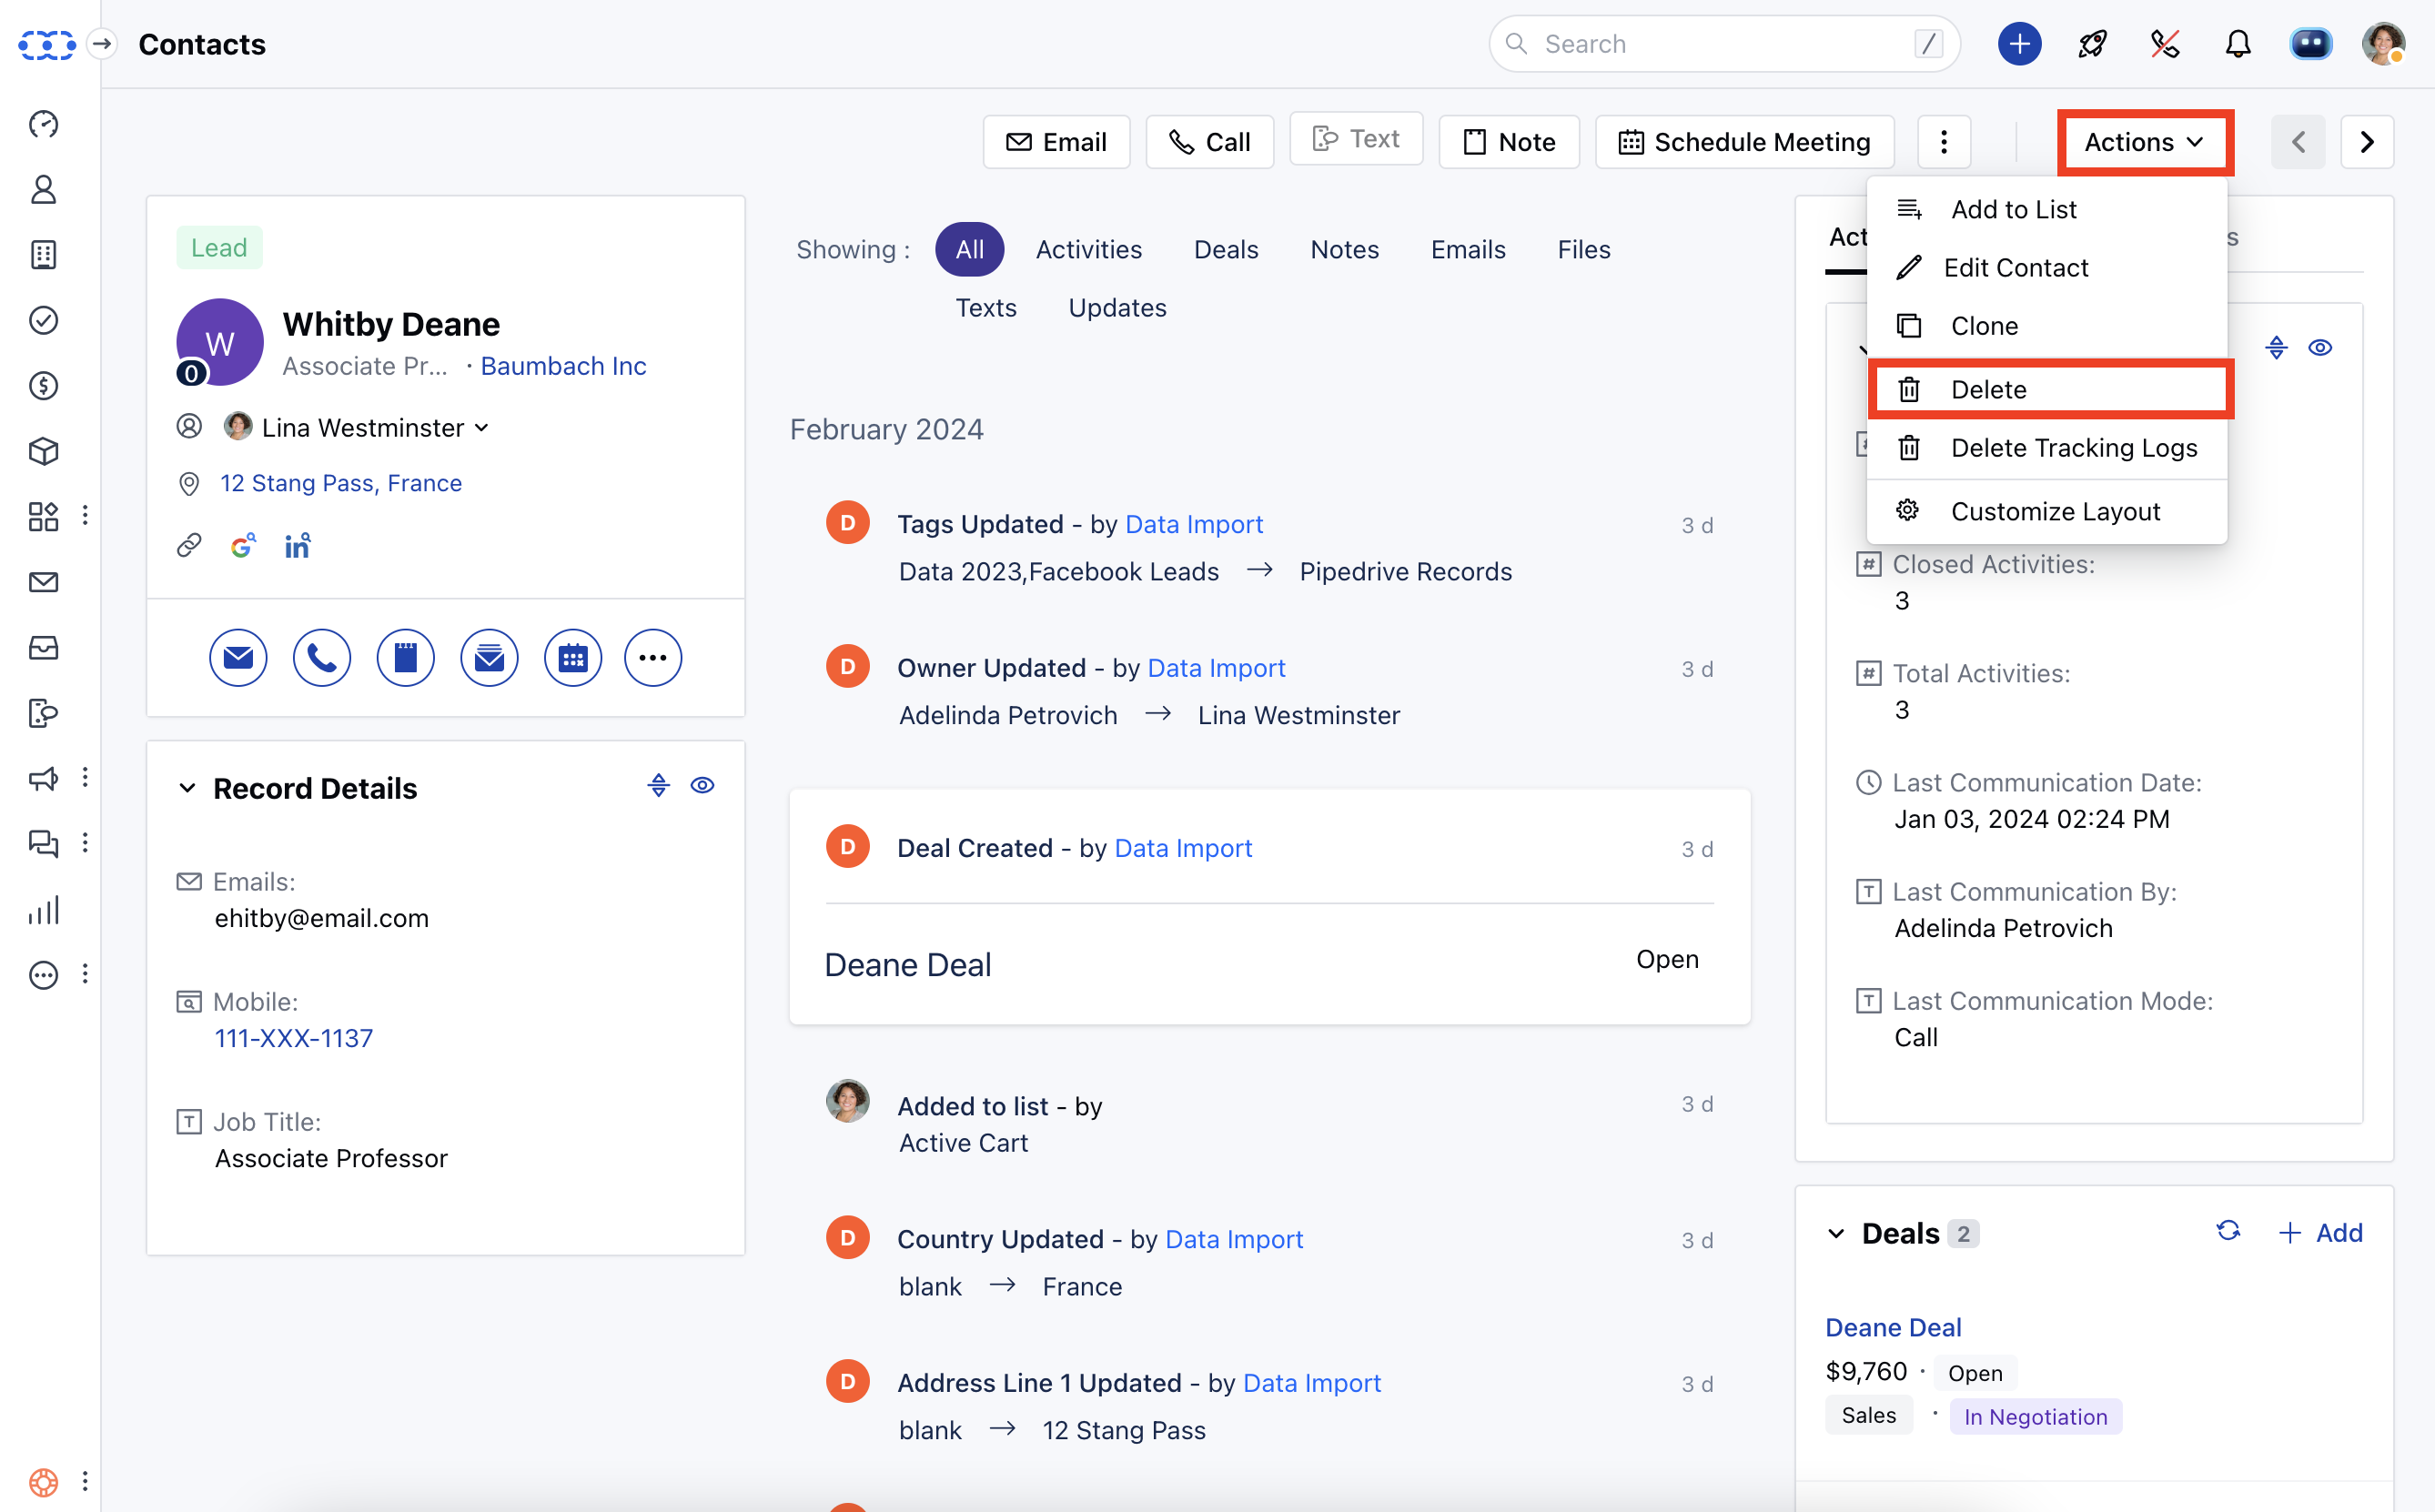 Contacts
Search /
Email
Call
Text
Note
Schedule Meeting
Actions
Add to List
Edit Contact
Clone
Delete
Delete Tracking Logs
Customize Layout
Lead
W
0
Whitby Deane
Associate Pr... · Baumbach Inc
Lina Westminster
12 Stang Pass, France
Record Details
Emails:
ehitby@email.com
Mobile:
111-XXX-1137
Job Title:
Associate Professor
Showing : All Activities Deals Notes Emails Files
Texts Updates
February 2024
D Tags Updated - by Data Import 3 d
Data 2023,Facebook Leads → Pipedrive Records
D Owner Updated - by Data Import 3 d
Adelinda Petrovich → Lina Westminster
D Deal Created - by Data Import 3 d
Deane Deal Open
Added to list - by 3 d
Active Cart
D Country Updated - by Data Import 3 d
blank → France
D Address Line 1 Updated - by Data Import 3 d
blank → 12 Stang Pass
Closed Activities:
3
Total Activities:
3
Last Communication Date:
Jan 03, 2024 02:24 PM
Last Communication By:
Adelinda Petrovich
Last Communication Mode:
Call
Deals 2 + Add
Deane Deal
$9,760 · Open
Sales · In Negotiation